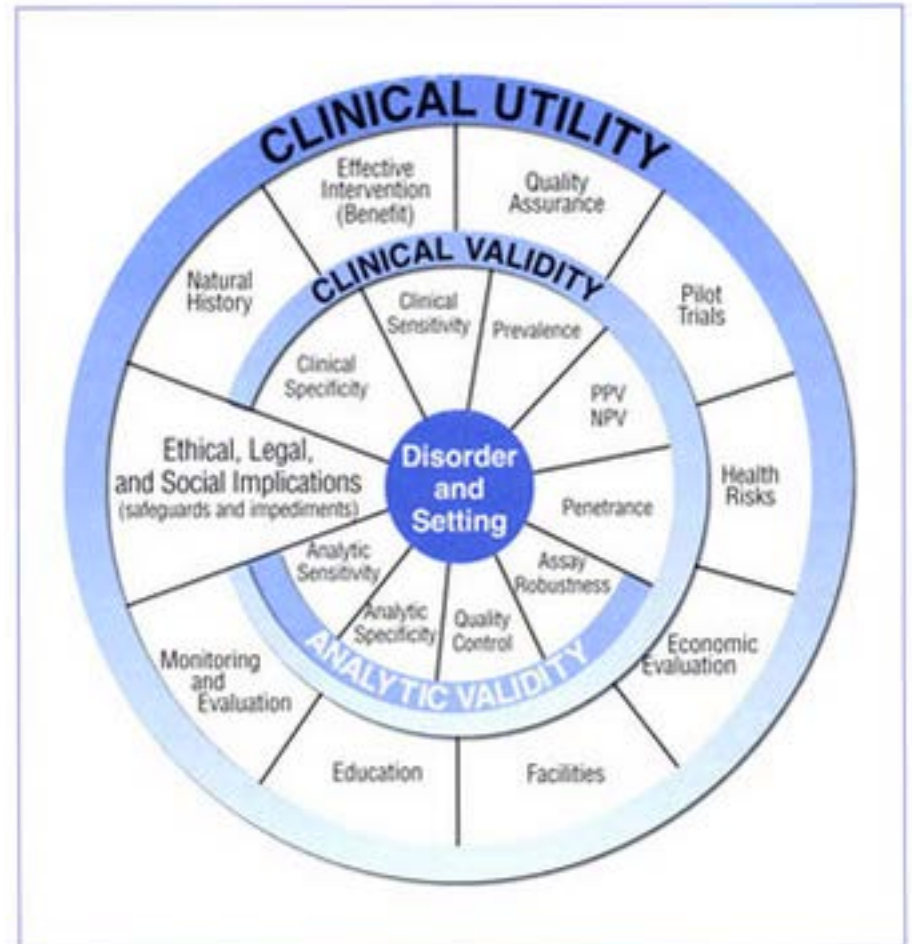 CLINICAL UTILITY
Effective
Intervention
(Benefit)
Quality
Assurance
Pilot
Trials
Health
Risks
Economic
Evaluation
Facilities
Education
Monitoring
and
Evaluation
Ethical, Legal,
and Social Implications
(safeguards and impediments)
Natural
History
CLINICAL VALIDITY
Clinical
Specificity
Clinical
Sensitivity
Prevalence
PPV
NPV
Penetrance
Assay
Robustness
Quality
Control
Analytic
Specificity
Analytic
Sensitivity
ANALYTIC VALIDITY
Disorder
and
Setting